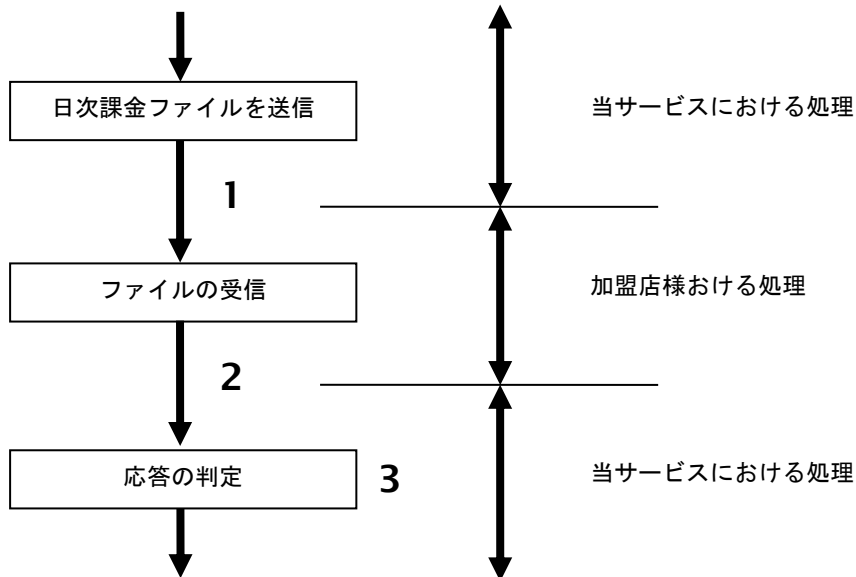 日次課金ファイルを送信
当サービスにおける処理
1
ファイルの受信
加盟店様おける処理
2
応答の判定
3
当サービスにおける処理